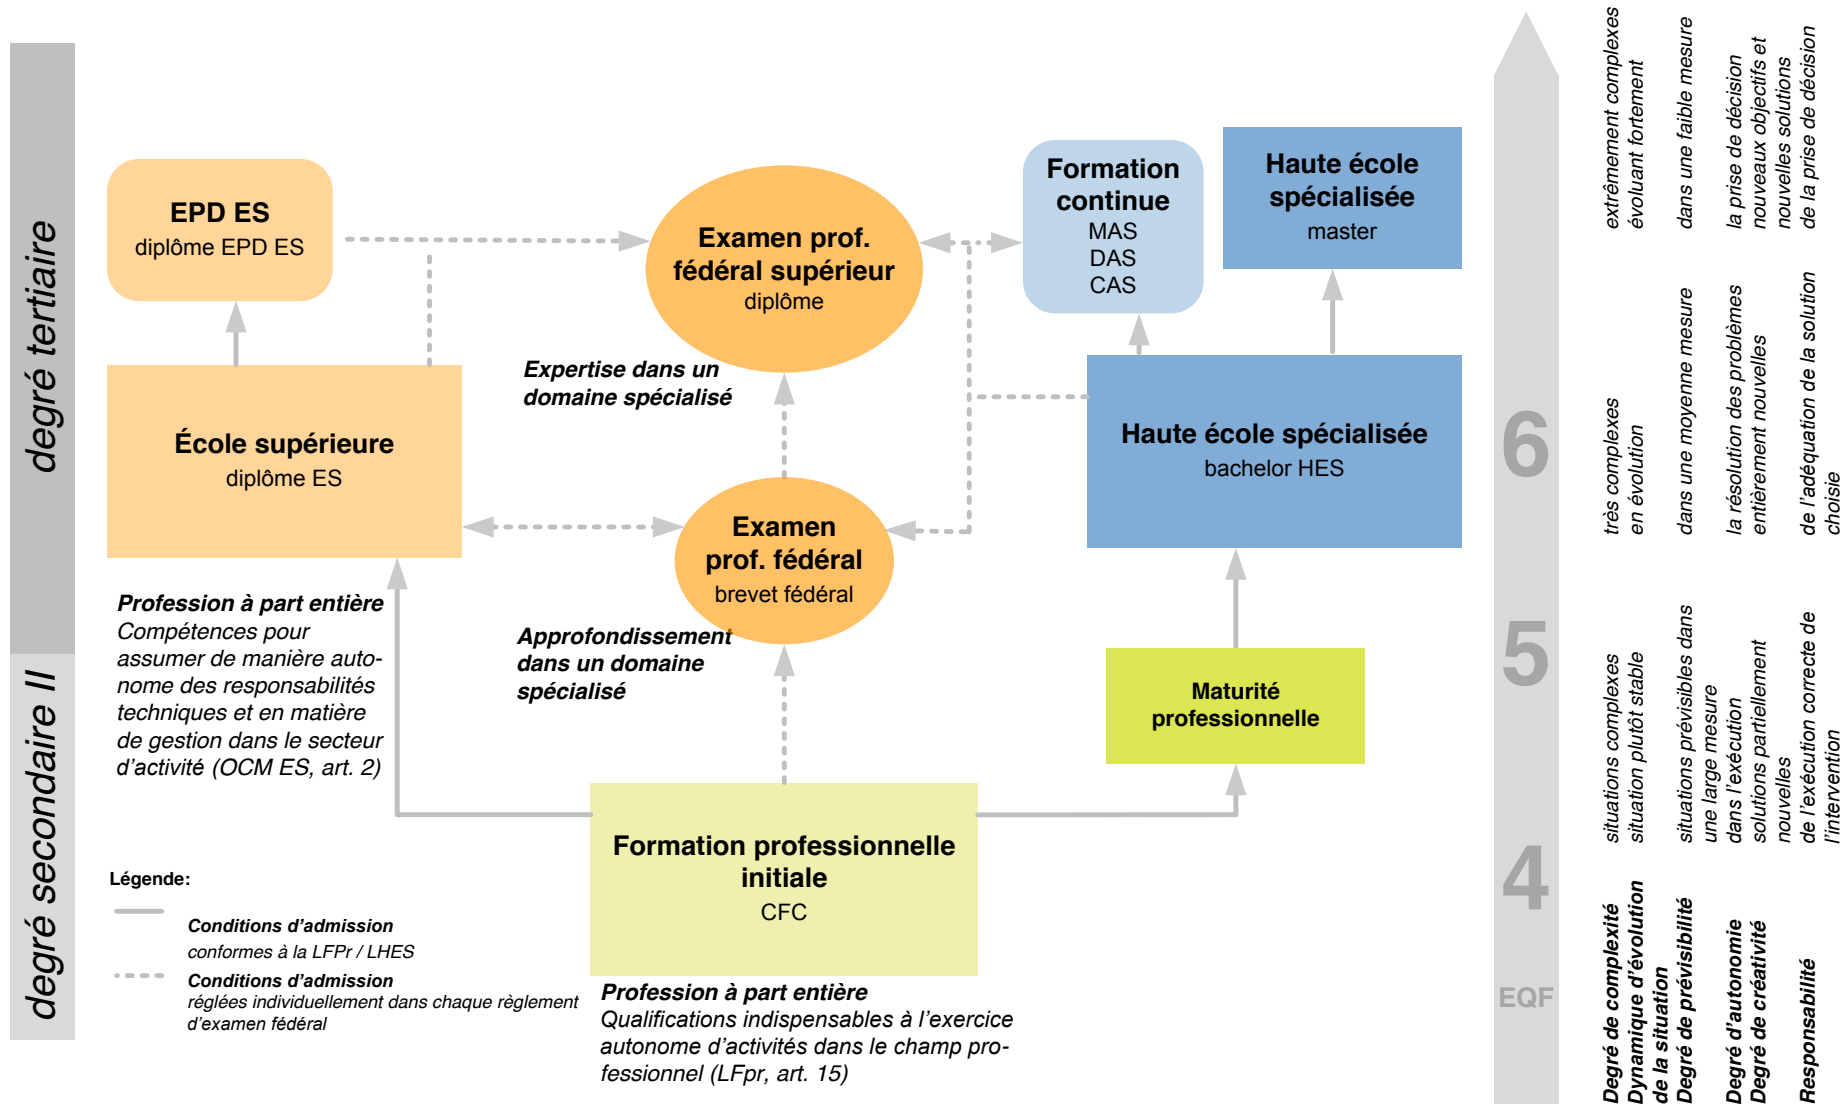 degré tertiaire
degré secondaire II
EPD ES
diplôme EPD ES
École supérieure
diplôme ES
Profession à part entière
Compétences pour
assumer de manière auto-
nome des responsabilités
techniques et en matière
de gestion dans le secteur
d’activité (OCM ES, art. 2)
Examen prof.
fédéral supérieur
diplôme
Expertise dans un
domaine spécialisé
Examen
prof. fédéral
brevet fédéral
Approfondissement
dans un domaine
spécialisé
Formation
continue
MAS
DAS
CAS
Haute école
spécialisée
master
Haute école spécialisée
bachelor HES
Maturité
professionnelle
Formation professionnelle
initiale
CFC
Profession à part entière
Qualifications indispensables à l’exercice
autonome d’activités dans le champ pro-
fessionnel (LFpr, art. 15)
Légende:
Conditions d’admission
conformes à la LFPr / LHES
Conditions d’admission
réglées individuellement dans chaque règlement
d’examen fédéral
6
5
4
EQF
extrêmement complexes
évoluant fortement
dans une faible mesure
la prise de décision
nouveaux objectifs et
nouvelles solutions
de la prise de décision
très complexes
en évolution
dans une moyenne mesure
la résolution des problèmes
entièrement nouvelles
de l’adéquation de la solution
choisie
situations complexes
situation plutôt stable
situations prévisibles dans
une large mesure
dans l’exécution
solutions partiellement
nouvelles
de l’exécution correcte de
l’intervention
Degré de complexité
Dynamique d’évolution
de la situation
Degré de prévisibilité
Degré d’autonomie
Degré de créativité
Responsabilité